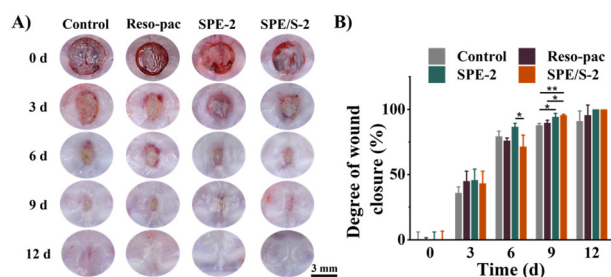 A)
Control Reso-pac SPE-2 SPE/S-2
0 d
3 d
6 d
9 d
12 d
3 mm
B)
Control Reso-pac
SPE-2 SPE/S-2
Degree of wound
closure (%)
100
50
0
* ** * *
0 3 6 9 12
Time (d)